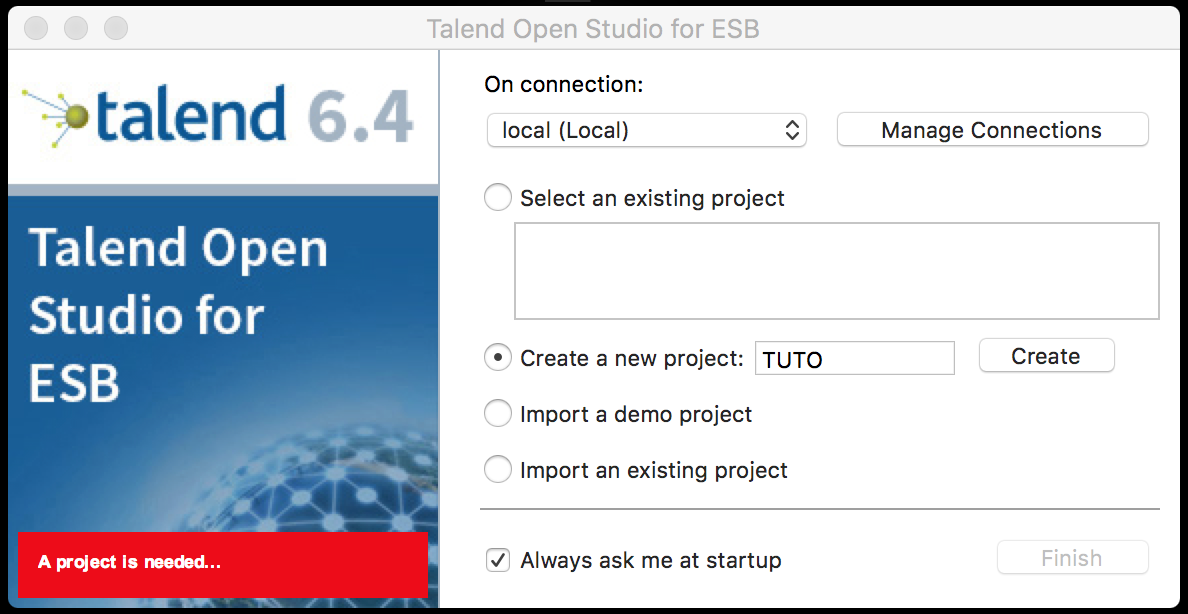 Talend Open Studio for ESB
talend 6.4
Talend Open
Studio for
ESB
A project is needed...
On connection:
local (Local)
Manage Connections
Select an existing project
Create a new project: TUTO Create
Import a demo project
Import an existing project
Always ask me at startup
Finish